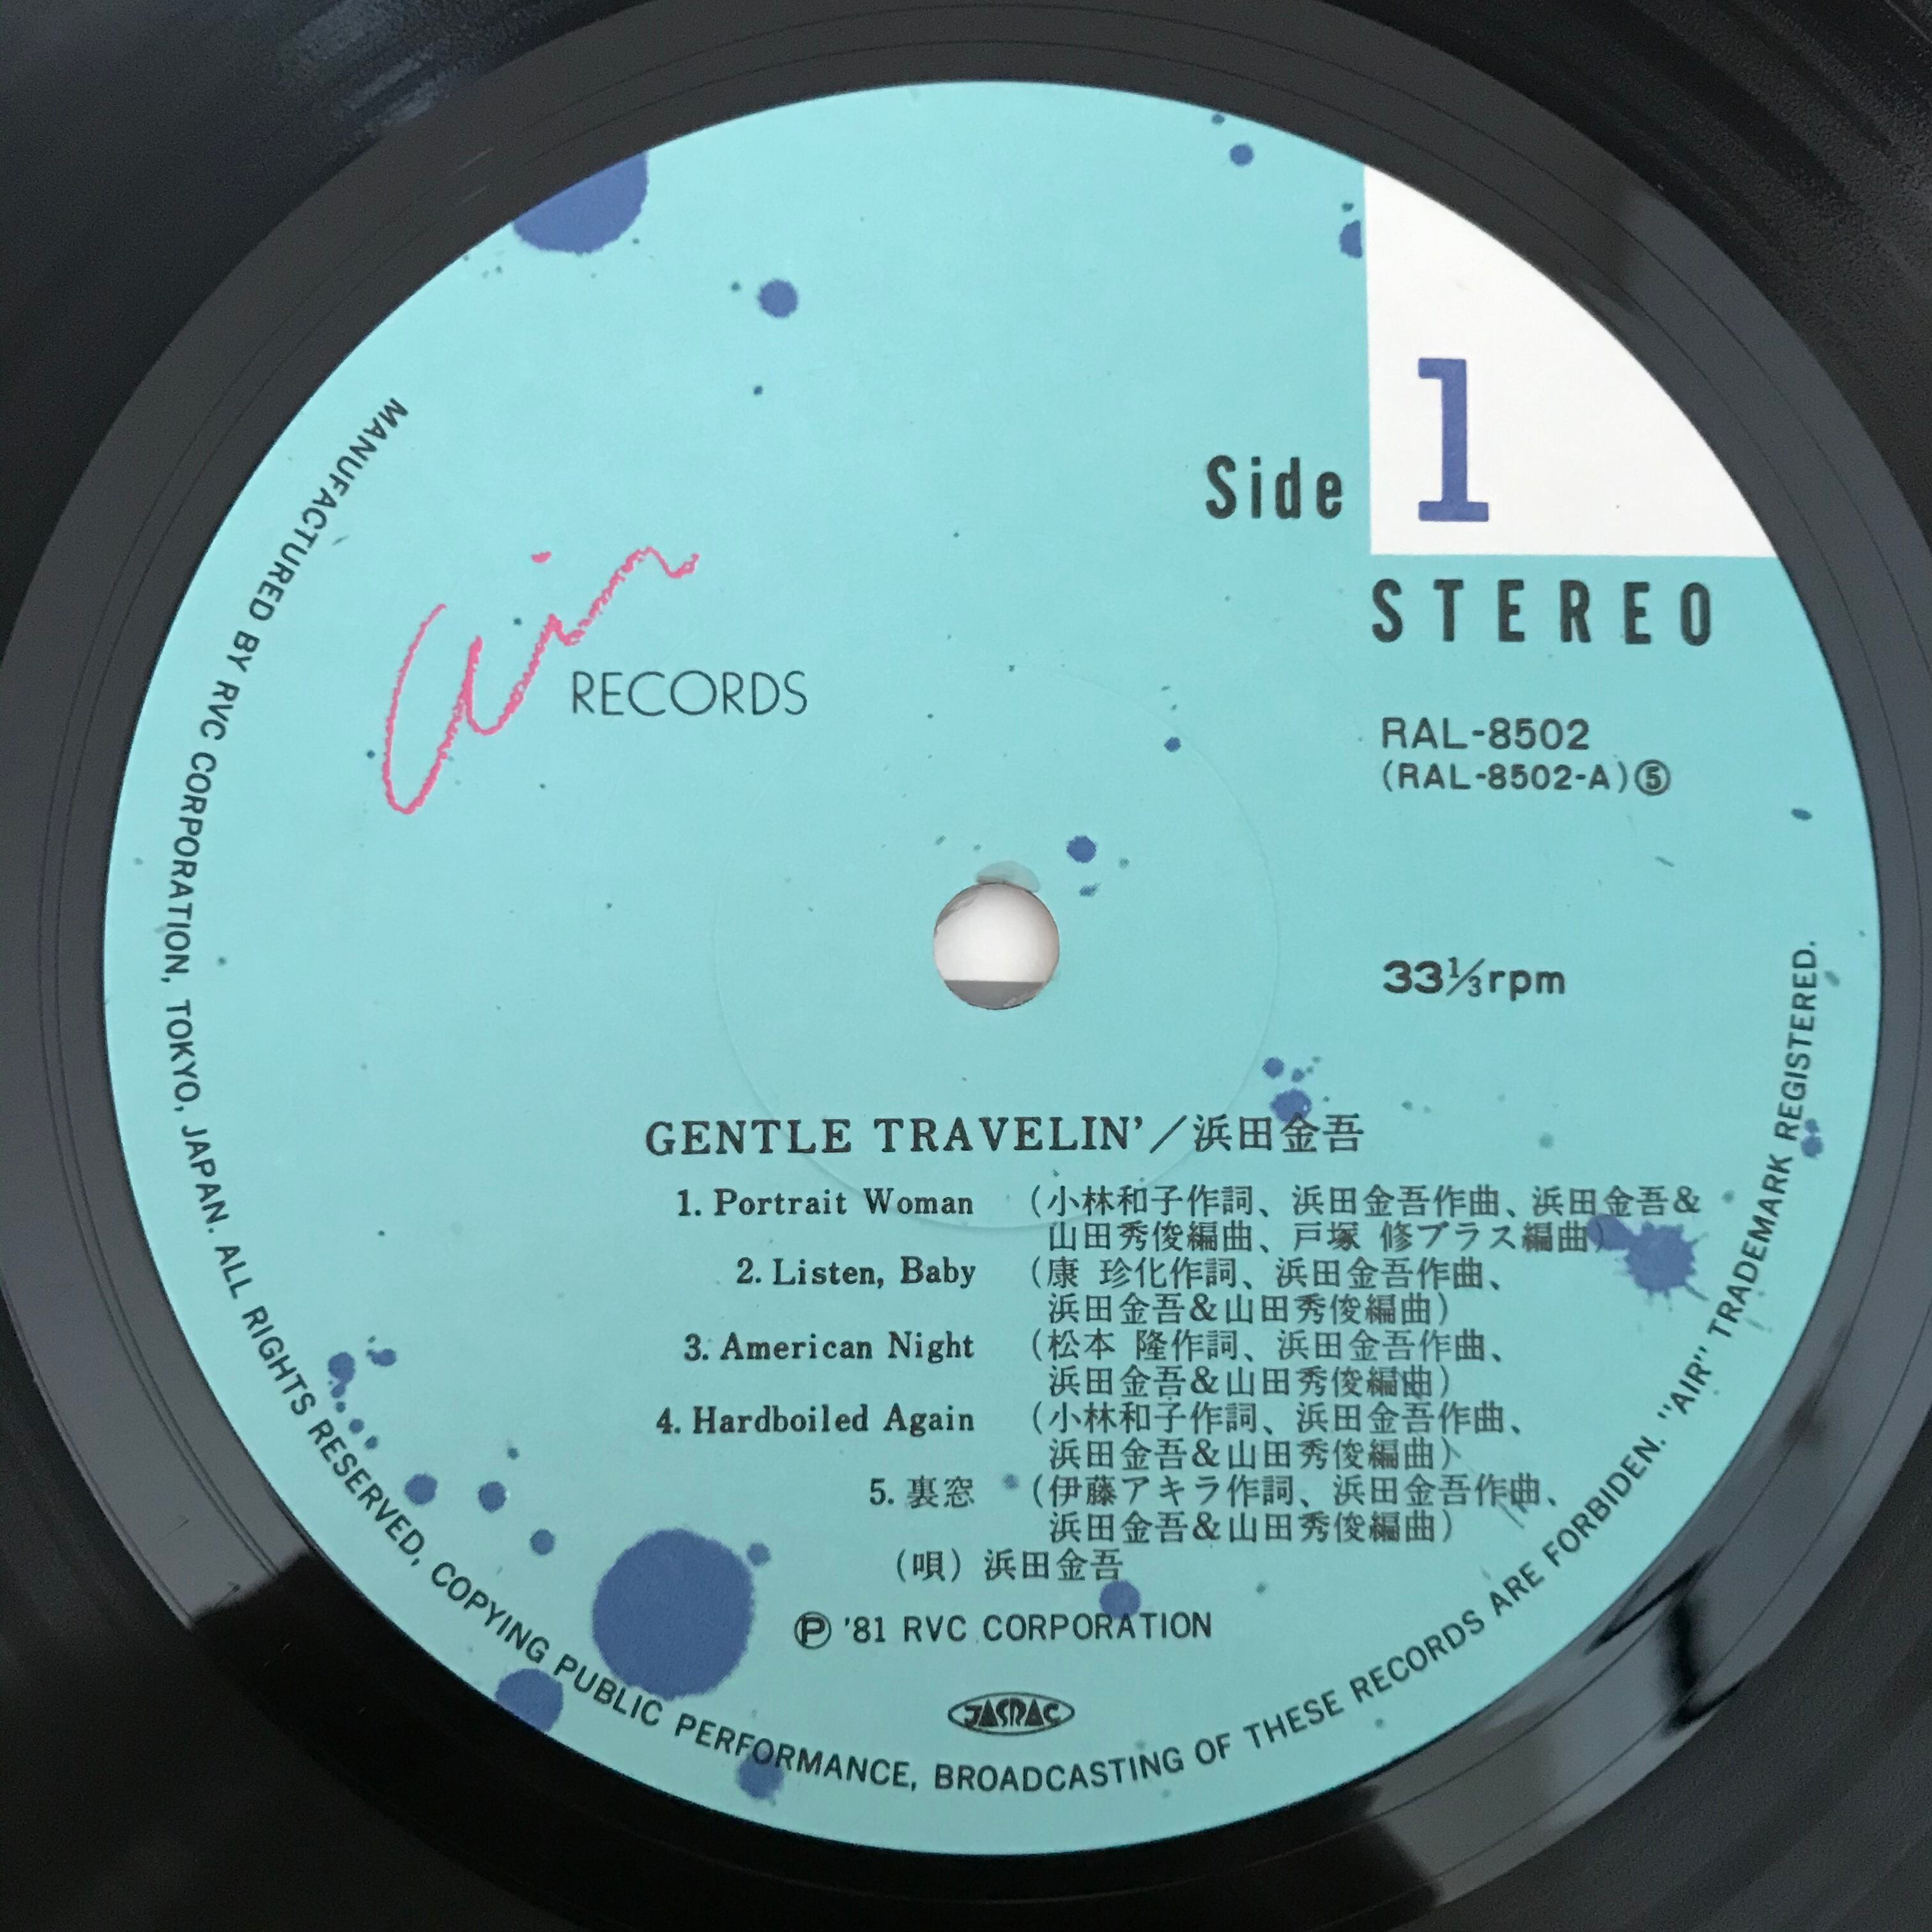 Side 1
STEREO
air RECORDS
RAL-8502
(RAL-8502-A)⑤
33⅓rpm
GENTLE TRAVELIN'／浜田金吾
1. Portrait Woman (小林和子作詞、浜田金吾作曲、浜田金吾&
山田秀俊編曲、戸塚 修ブラス編曲)
2. Listen, Baby (康 珍化作詞、浜田金吾作曲、
浜田金吾&山田秀俊編曲)
3. American Night (松本 隆作詞、浜田金吾作曲、
浜田金吾&山田秀俊編曲)
4. Hardboiled Again (小林和子作詞、浜田金吾作曲、
浜田金吾&山田秀俊編曲)
5. 裏窓 (伊藤アキラ作詞、浜田金吾作曲、
浜田金吾&山田秀俊編曲)
(唄) 浜田金吾
Ⓟ '81 RVC CORPORATION
JASRAC
MANUFACTURED BY RVC CORPORATION, TOKYO, JAPAN. ALL RIGHTS RESERVED, COPYING PUBLIC PERFORMANCE, BROADCASTING OF THESE RECORDS ARE FORBIDEN. "AIR" TRADEMARK REGISTERED.